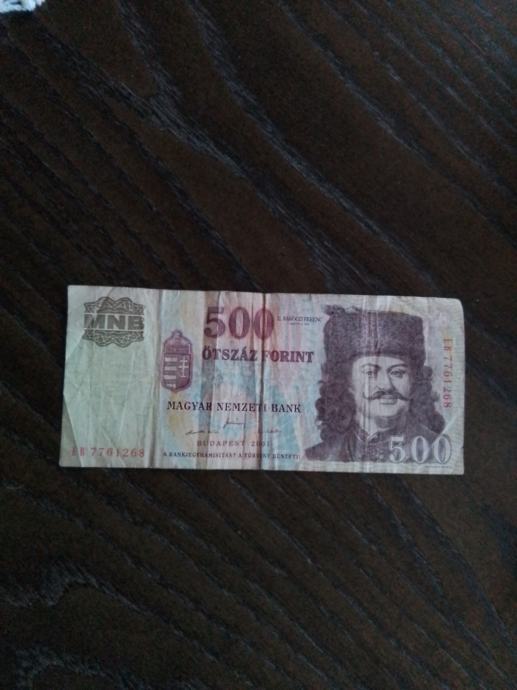 MNB
500
II. RÁKÓCZI FERENC
ÖTSZÁZ FORINT
MAGYAR NEMZETI BANK
BUDAPEST 2001
A BANKJEGYHAMISÍTÁST A TÖRVÉNY BÜNTETI!
EB 7761268
EB 7761268
500